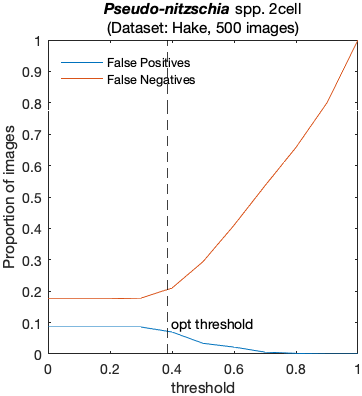 Pseudo-nitzschia spp. 2cell
(Dataset: Hake, 500 images)
False Positives
False Negatives
Proportion of images
1
0.9
0.8
0.7
0.6
0.5
0.4
0.3
0.2
0.1
0
opt threshold
0 0.2 0.4 0.6 0.8 1
threshold